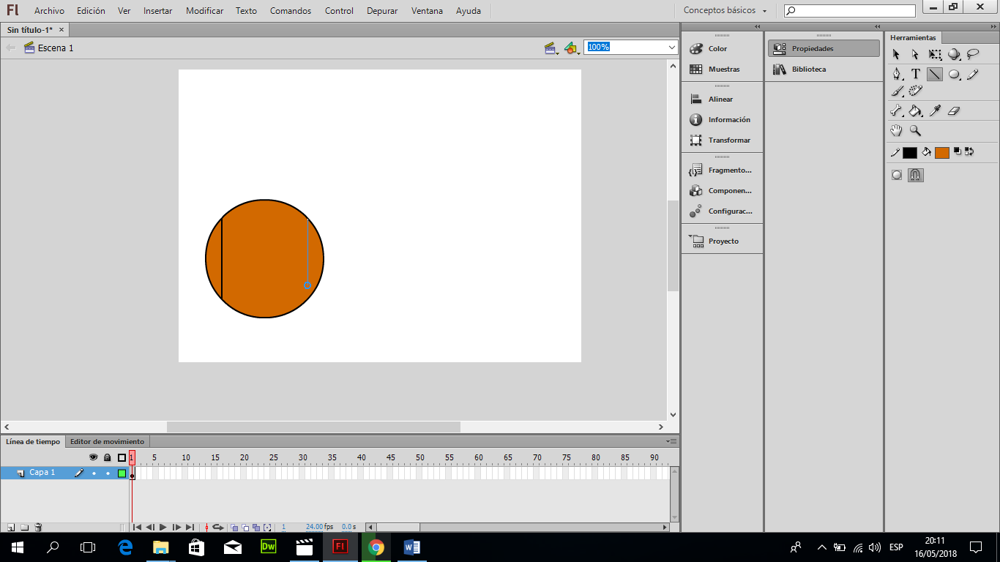 Fl Archivo Edición Ver Insertar Modificar Texto Comandos Control Depurar Ventana Ayuda Conceptos básicos
Sin título-1* ×
Escena 1 100%
Herramientas
Color
Muestras
Alinear
Información
Transformar
Fragmento...
Componen...
Configurac...
Proyecto
Propiedades
Biblioteca
T
Línea de tiempo Editor de movimiento
1 5 10 15 20 25 30 35 40 45 50 55 60 65 70 75 80 85 90
Capa 1
1 24.00 fps 0.0 s
Dw Fl W ESP 20:11
16/05/2018